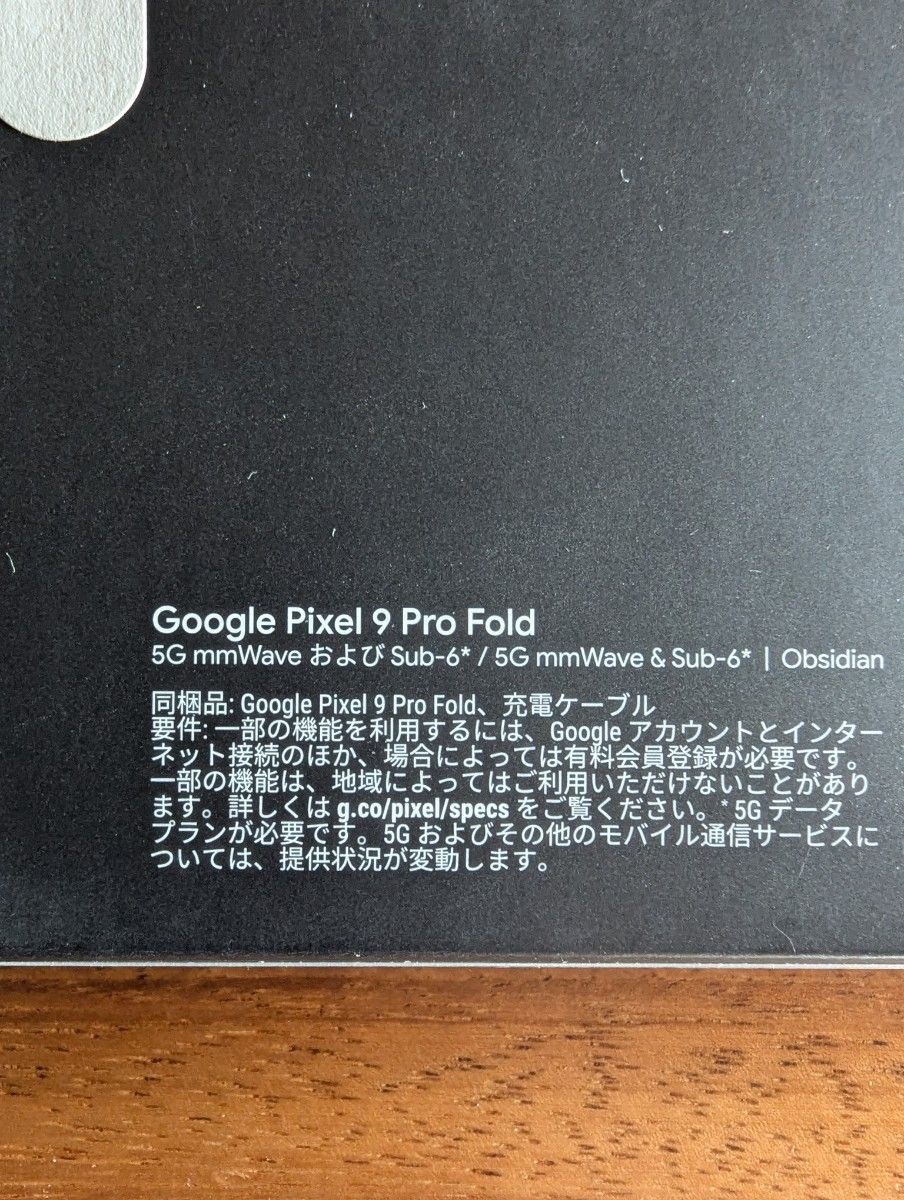 Google Pixel 9 Pro Fold
5G mmWave および Sub-6* / 5G mmWave & Sub-6* | Obsidian
同梱品: Google Pixel 9 Pro Fold、充電ケーブル
要件: 一部の機能を利用するには、Google アカウントとインター
ネット接続のほか、場合によっては有料会員登録が必要です。
一部の機能は、地域によってはご利用いただけないことがあり
ます。詳しくは g.co/pixel/specs をご覧ください。* 5G データ
プランが必要です。5G およびその他のモバイル通信サービスに
ついては、提供状況が変動します。